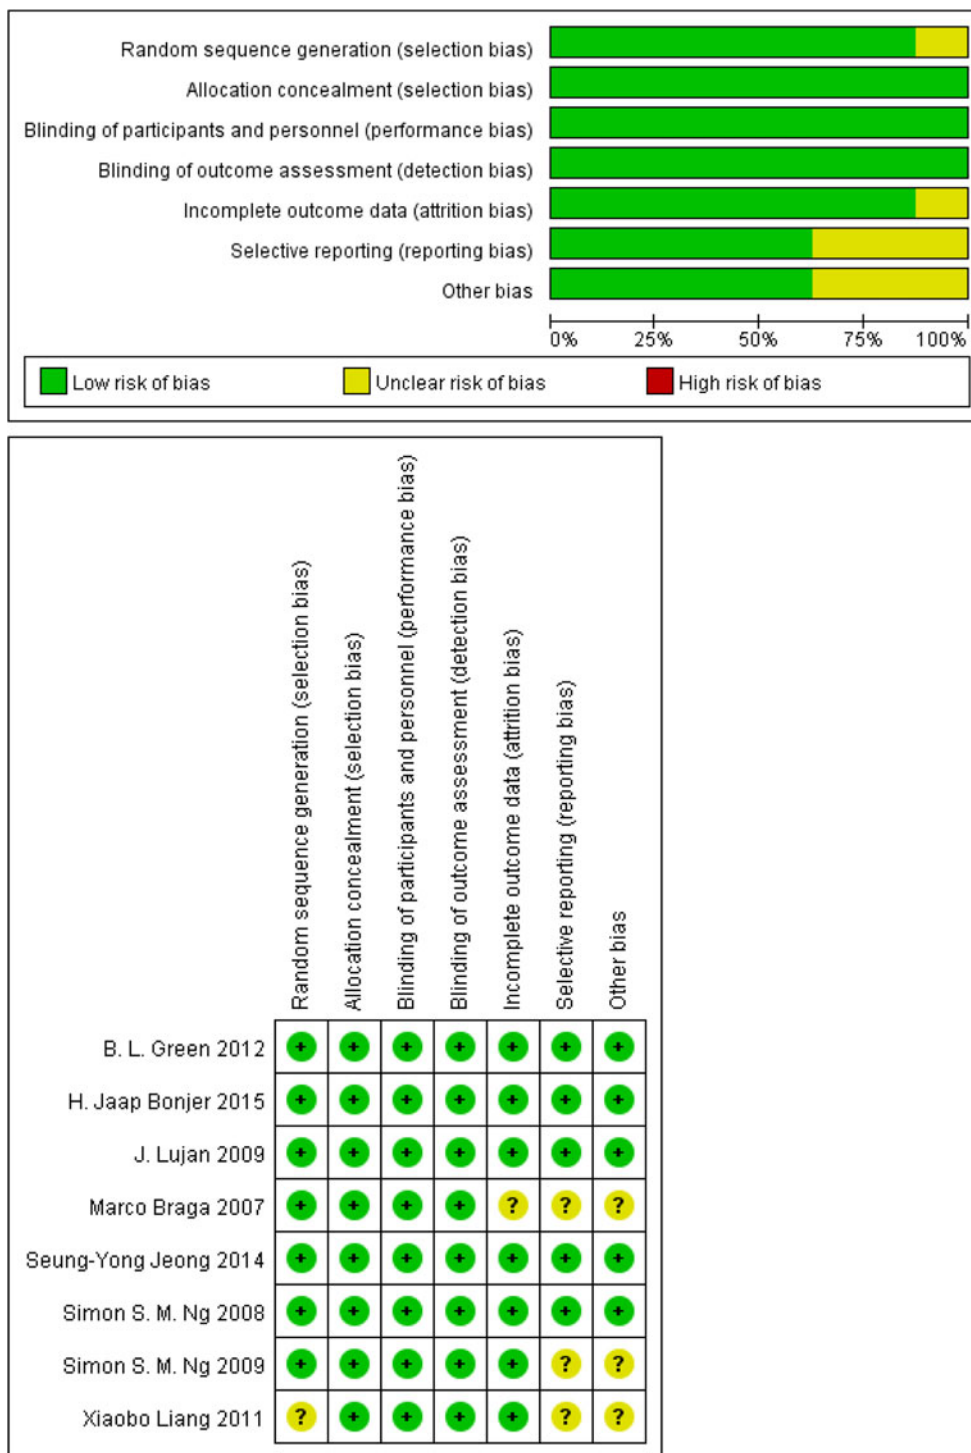 Random sequence generation (selection bias)
Allocation concealment (selection bias)
Blinding of participants and personnel (performance bias)
Blinding of outcome assessment (detection bias)
Incomplete outcome data (attrition bias)
Selective reporting (reporting bias)
Other bias
0% 25% 50% 75% 100%
Low risk of bias Unclear risk of bias High risk of bias
Random sequence generation (selection bias)
Allocation concealment (selection bias)
Blinding of participants and personnel (performance bias)
Blinding of outcome assessment (detection bias)
Incomplete outcome data (attrition bias)
Selective reporting (reporting bias)
Other bias
B. L. Green 2012 + + + + + + +
H. Jaap Bonjer 2015 + + + + + + +
J. Lujan 2009 + + + + + + +
Marco Braga 2007 + + + + ? ? ?
Seung-Yong Jeong 2014 + + + + + + +
Simon S. M. Ng 2008 + + + + + + +
Simon S. M. Ng 2009 + + + + + ? ?
Xiaobo Liang 2011 ? + + + + ? ?